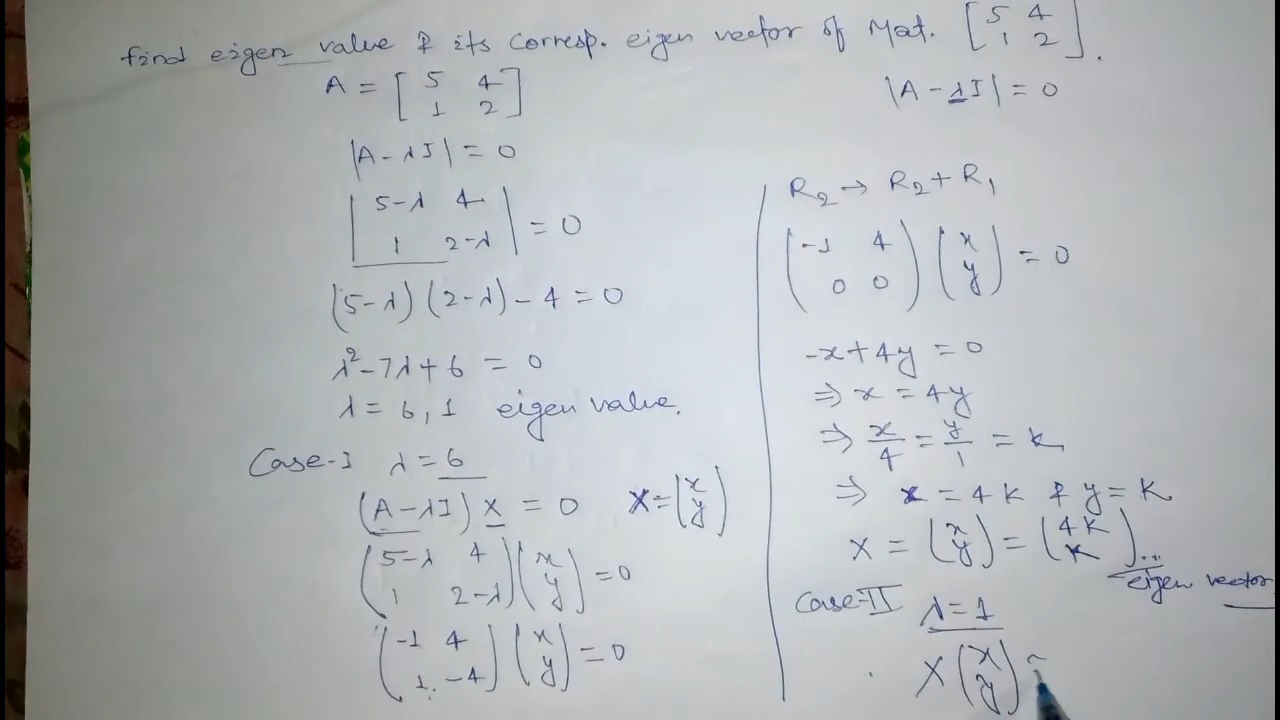 find eigen value & its corresp. eigen vector of Mat. [5 4
1 2].
A = [5 4
1 2]
|A - λI| = 0
|A - λI| = 0
|5-λ 4
1 2-λ| = 0
(5-λ) (2-λ) - 4 = 0
λ² - 7λ + 6 = 0
λ = 6, 1 eigen value.
Case-I λ = 6
(A-λI) X = 0 X = (x
y)
(5-λ 4
1 2-λ) (x
y) = 0
(-1 4
1 -4) (x
y) = 0
R₂ → R₂ + R₁
(-1 4
0 0) (x
y) = 0
-x + 4y = 0
⇒ x = 4y
⇒ x/4 = y/1 = k
⇒ x = 4k & y = k
X = (x
y) = (4k
k) ...
eigen vector
Case-II λ = 1
X (x
y)